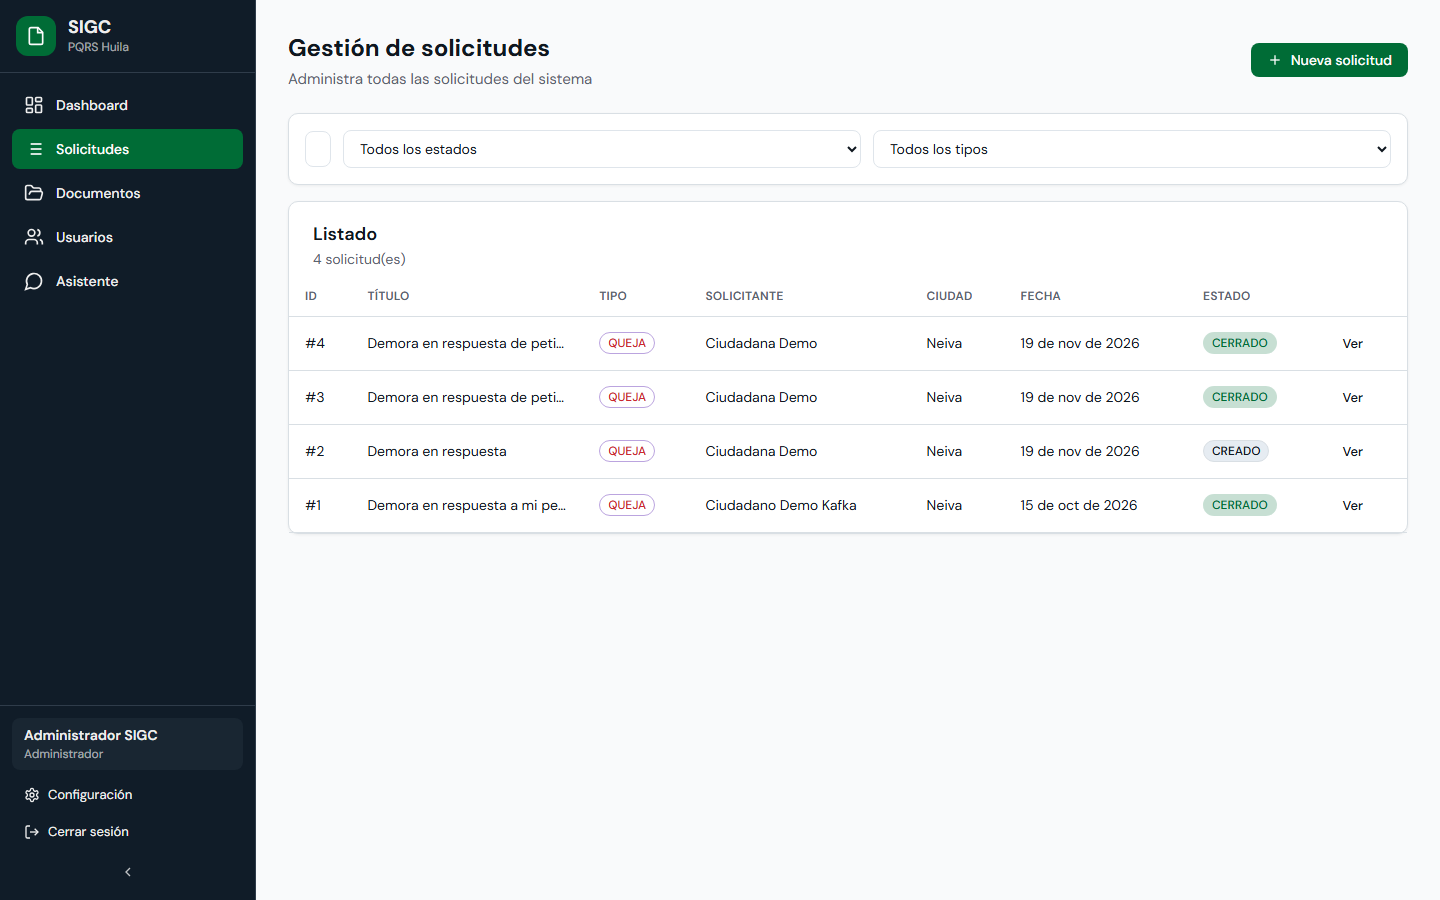 SIGC
PQRS Huila
Dashboard
Solicitudes
Documentos
Usuarios
Asistente
Administrador SIGC
Administrador
Configuración
Cerrar sesión
Gestión de solicitudes
Administra todas las solicitudes del sistema
Nueva solicitud
Todos los estados
Todos los tipos
Listado
4 solicitud(es)
ID TÍTULO TIPO SOLICITANTE CIUDAD FECHA ESTADO
#4 Demora en respuesta de peti... QUEJA Ciudadana Demo Neiva 19 de nov de 2026 CERRADO Ver
#3 Demora en respuesta de peti... QUEJA Ciudadana Demo Neiva 19 de nov de 2026 CERRADO Ver
#2 Demora en respuesta QUEJA Ciudadana Demo Neiva 19 de nov de 2026 CREADO Ver
#1 Demora en respuesta a mi pe... QUEJA Ciudadano Demo Kafka Neiva 15 de oct de 2026 CERRADO Ver